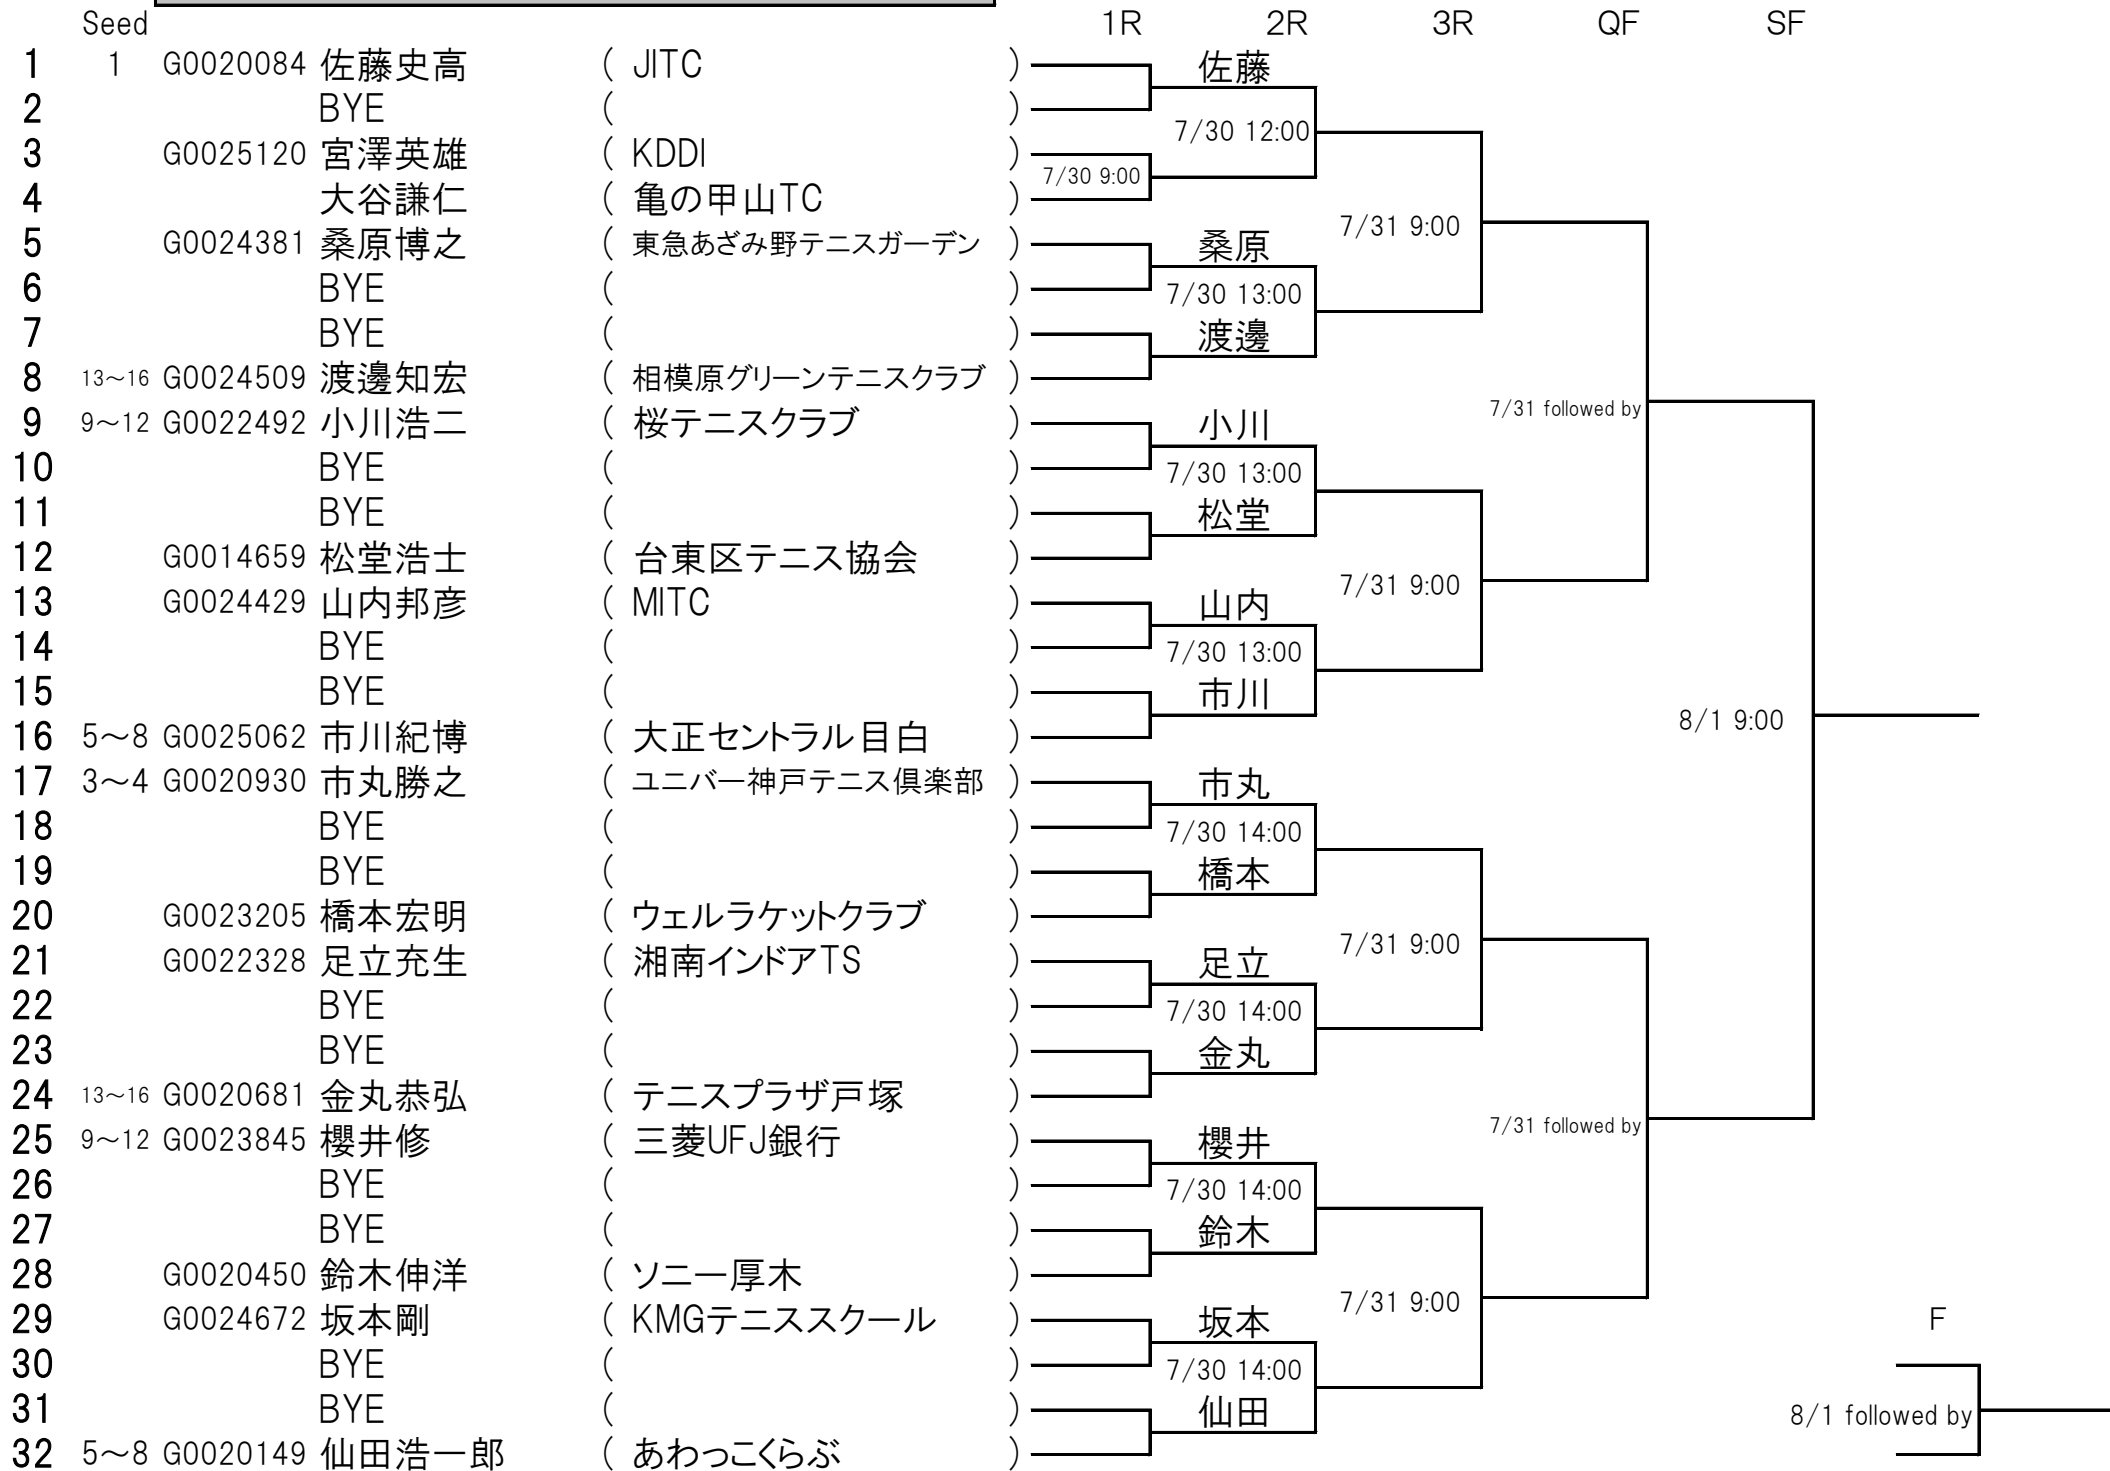 Seed 1R 2R 3R QF SF
1 1 G0020084 佐藤史高 ( JITC ) 佐藤
2 BYE ( )
7/30 12:00
3 G0025120 宮澤英雄 ( KDDI )
7/30 9:00
4 大谷謙仁 ( 亀の甲山TC )
7/31 9:00
5 G0024381 桑原博之 ( 東急あざみ野テニスガーデン ) 桑原
6 BYE ( ) 7/30 13:00
7 BYE ( ) 渡邊
8 13～16 G0024509 渡邊知宏 ( 相模原グリーンテニスクラブ )
7/31 followed by
9 9～12 G0022492 小川浩二 ( 桜テニスクラブ ) 小川
10 BYE ( ) 7/30 13:00
11 BYE ( ) 松堂
12 G0014659 松堂浩士 ( 台東区テニス協会 )
7/31 9:00
13 G0024429 山内邦彦 ( MITC ) 山内
14 BYE ( ) 7/30 13:00
15 BYE ( ) 市川
8/1 9:00
16 5～8 G0025062 市川紀博 ( 大正セントラル目白 )
17 3～4 G0020930 市丸勝之 ( ユニバー神戸テニス倶楽部 ) 市丸
18 BYE ( ) 7/30 14:00
19 BYE ( ) 橋本
20 G0023205 橋本宏明 ( ウェルラケットクラブ )
7/31 9:00
21 G0022328 足立充生 ( 湘南インドアTS ) 足立
22 BYE ( ) 7/30 14:00
23 BYE ( ) 金丸
24 13～16 G0020681 金丸恭弘 ( テニスプラザ戸塚 )
7/31 followed by
25 9～12 G0023845 櫻井修 ( 三菱UFJ銀行 ) 櫻井
26 BYE ( ) 7/30 14:00
27 BYE ( ) 鈴木
28 G0020450 鈴木伸洋 ( ソニー厚木 )
7/31 9:00
29 G0024672 坂本剛 ( KMGテニススクール ) 坂本 F
30 BYE ( ) 7/30 14:00
31 BYE ( ) 仙田 8/1 followed by
32 5～8 G0020149 仙田浩一郎 ( あわっこくらぶ )